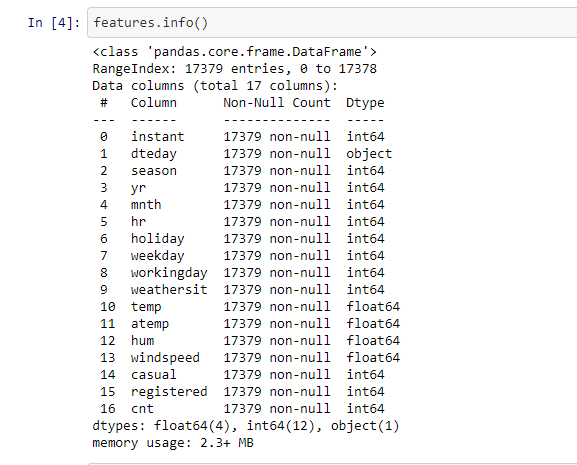 In [4]: features.info()
<class 'pandas.core.frame.DataFrame'>
RangeIndex: 17379 entries, 0 to 17378
Data columns (total 17 columns):
 #   Column      Non-Null Count  Dtype
---  ------      --------------  -----
 0   instant     17379 non-null  int64
 1   dteday      17379 non-null  object
 2   season      17379 non-null  int64
 3   yr          17379 non-null  int64
 4   mnth        17379 non-null  int64
 5   hr          17379 non-null  int64
 6   holiday     17379 non-null  int64
 7   weekday     17379 non-null  int64
 8   workingday  17379 non-null  int64
 9   weathersit  17379 non-null  int64
 10  temp        17379 non-null  float64
 11  atemp       17379 non-null  float64
 12  hum         17379 non-null  float64
 13  windspeed   17379 non-null  float64
 14  casual      17379 non-null  int64
 15  registered  17379 non-null  int64
 16  cnt         17379 non-null  int64
dtypes: float64(4), int64(12), object(1)
memory usage: 2.3+ MB